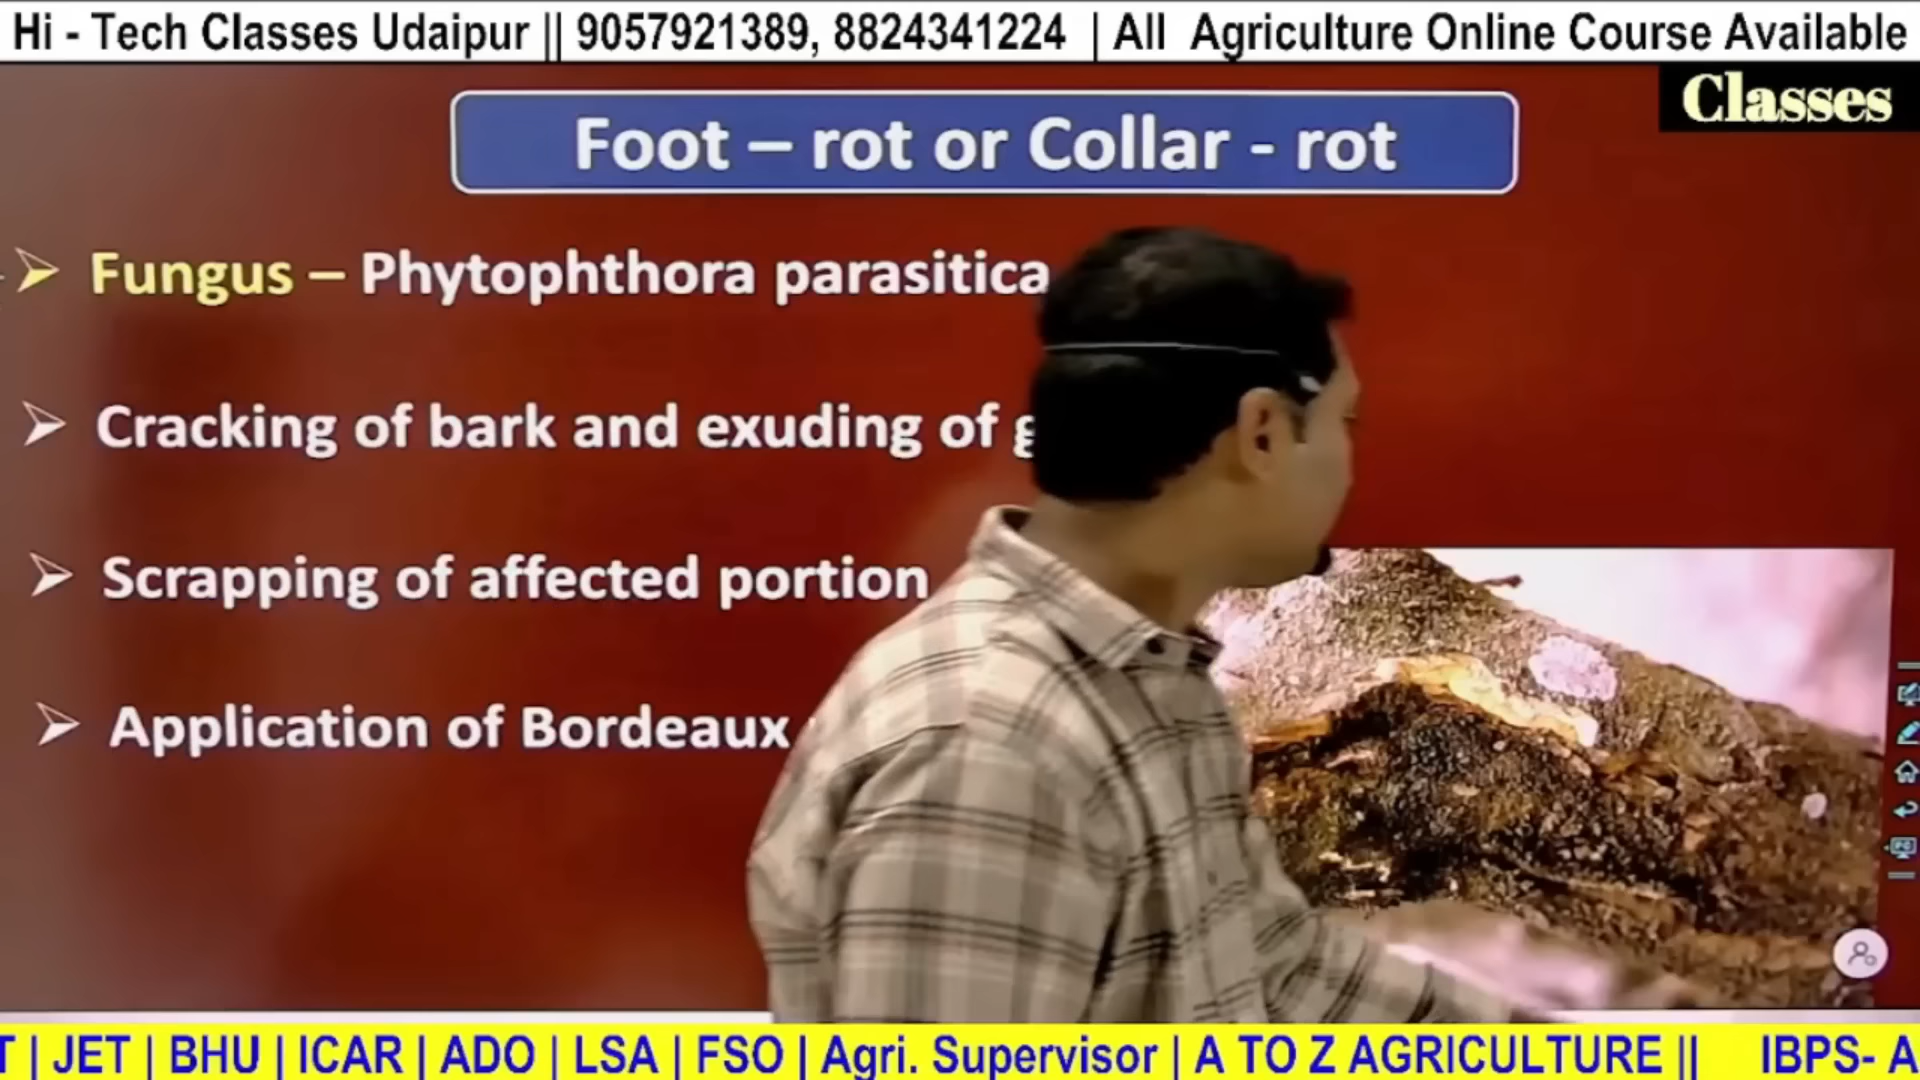 Hi - Tech Classes Udaipur || 9057921389, 8824341224 | All Agriculture Online Course Available
Classes
Foot – rot or Collar - rot
➢ Fungus – Phytophthora parasitica
➢ Cracking of bark and exuding of
➢ Scrapping of affected portion
➢ Application of Bordeaux
T | JET | BHU | ICAR | ADO | LSA | FSO | Agri. Supervisor | A TO Z AGRICULTURE || IBPS- A